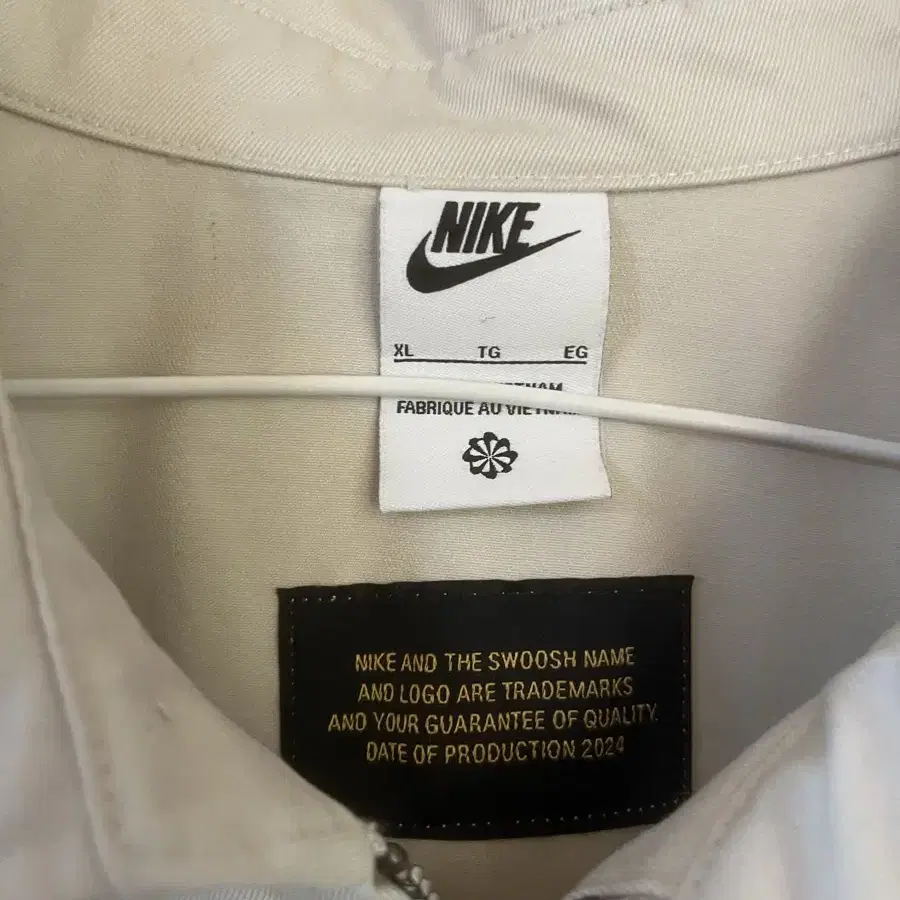 NIKE
XL TG EG
FABRIQUE AU
NIKE AND THE SWOOSH NAME
AND LOGO ARE TRADEMARKS
AND YOUR GUARANTEE OF QUALITY.
DATE OF PRODUCTION 2024